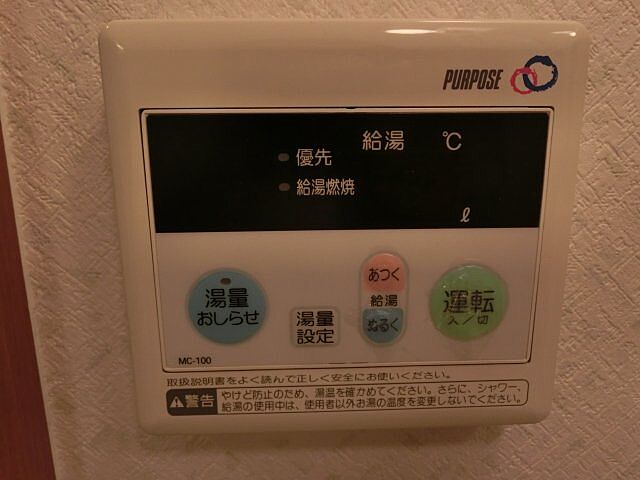 PURPOSE
給湯 ℃
優先
給湯燃焼
ℓ
湯量
おしらせ
湯量
設定
あつく
給湯
ぬるく
運転
入/切
MC-100
取扱説明書をよく読んで正しく安全にお使いください。
警告
やけど防止のため、湯温を確かめてください。さらに、シャワー、
給湯の使用中は、使用者以外お湯の温度を変更しないでください。